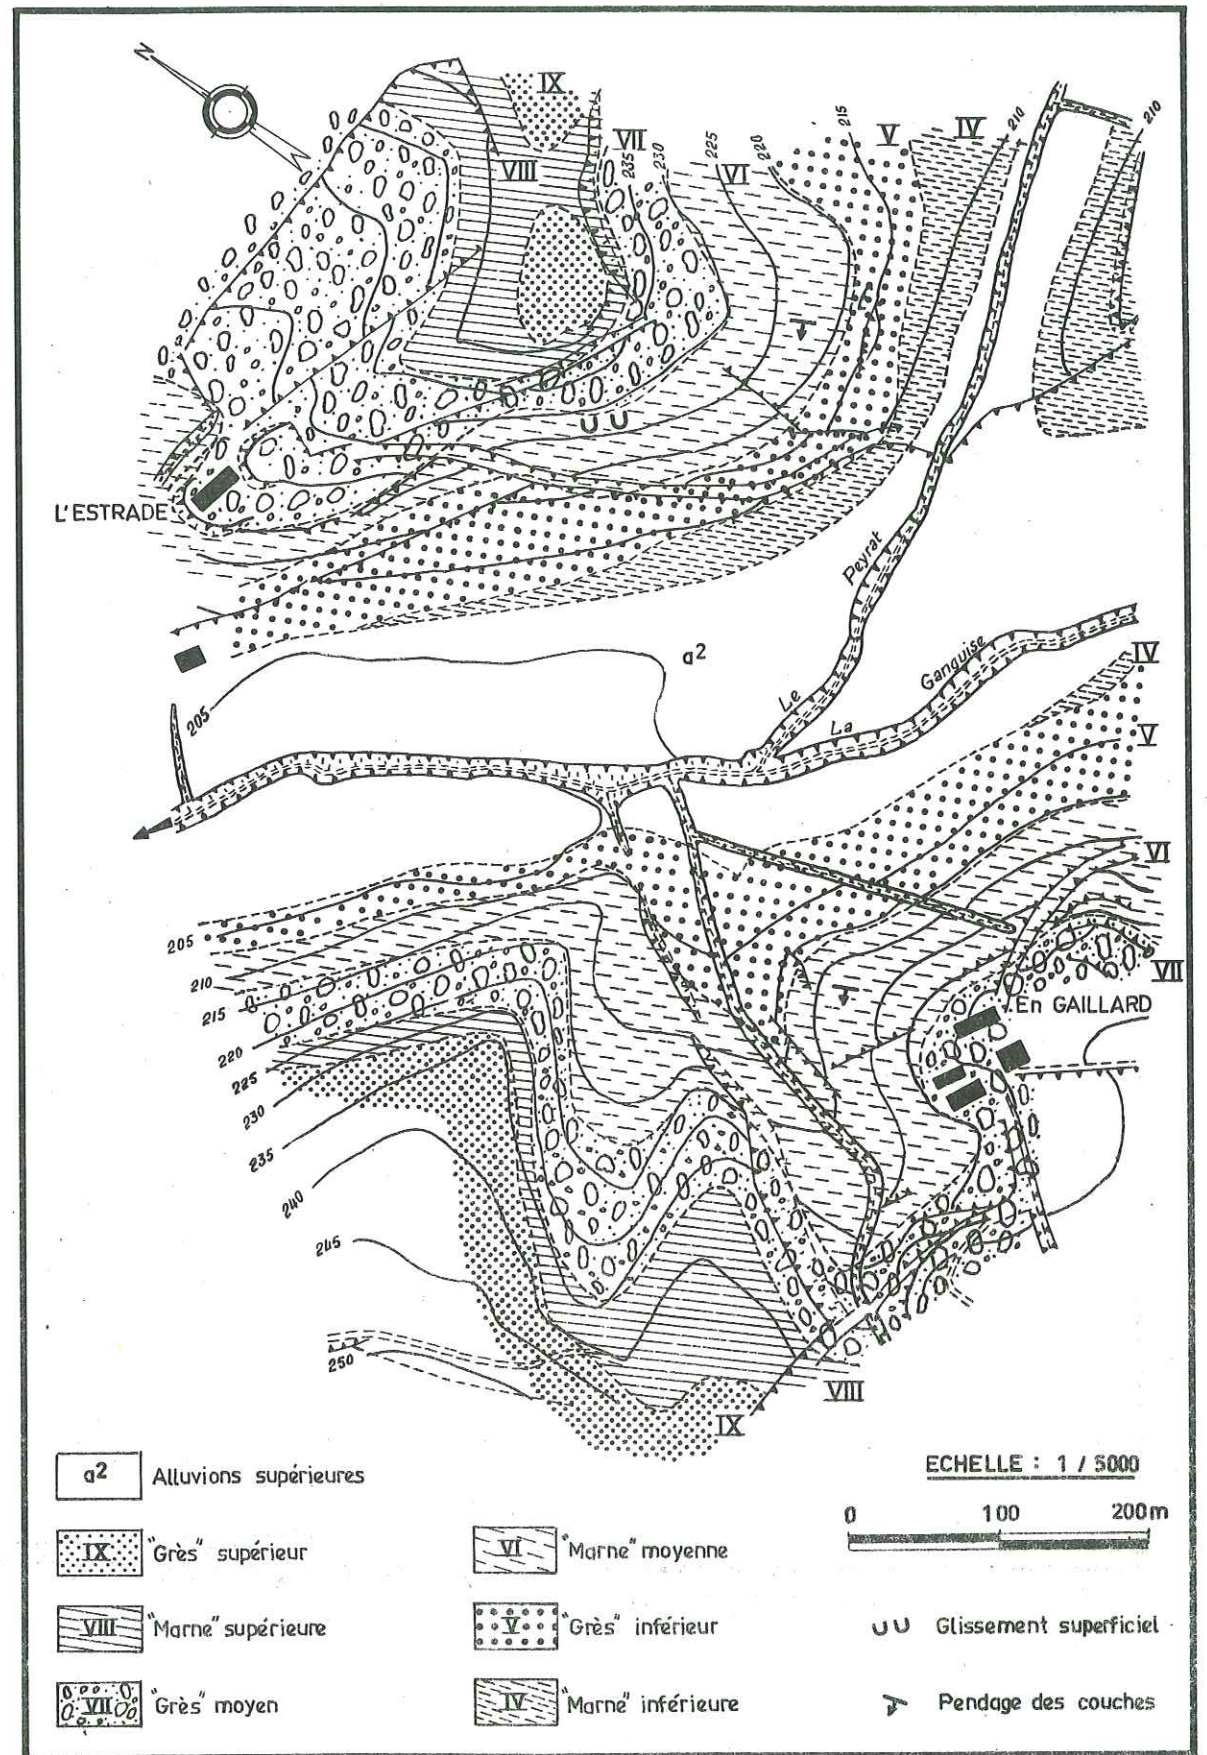 N
IX
VII
VIII
235
230
225
VI
220
215
V
IV
210
210
L'ESTRADE
Peyrat
Le
a2
205
Ganguise
La
IV
V
VI
VII
En GAILLARD
205
210
215
220
225
230
235
240
245
250
VIII
IX
a2 Alluvions supérieures
IX "Grès" supérieur
VIII "Marne" supérieure
VII "Grès" moyen
VI "Marne" moyenne
V "Grès" inférieur
IV "Marne" inférieure
ECHELLE : 1 / 5000
0 100 200m
Glissement superficiel
Pendage des couches